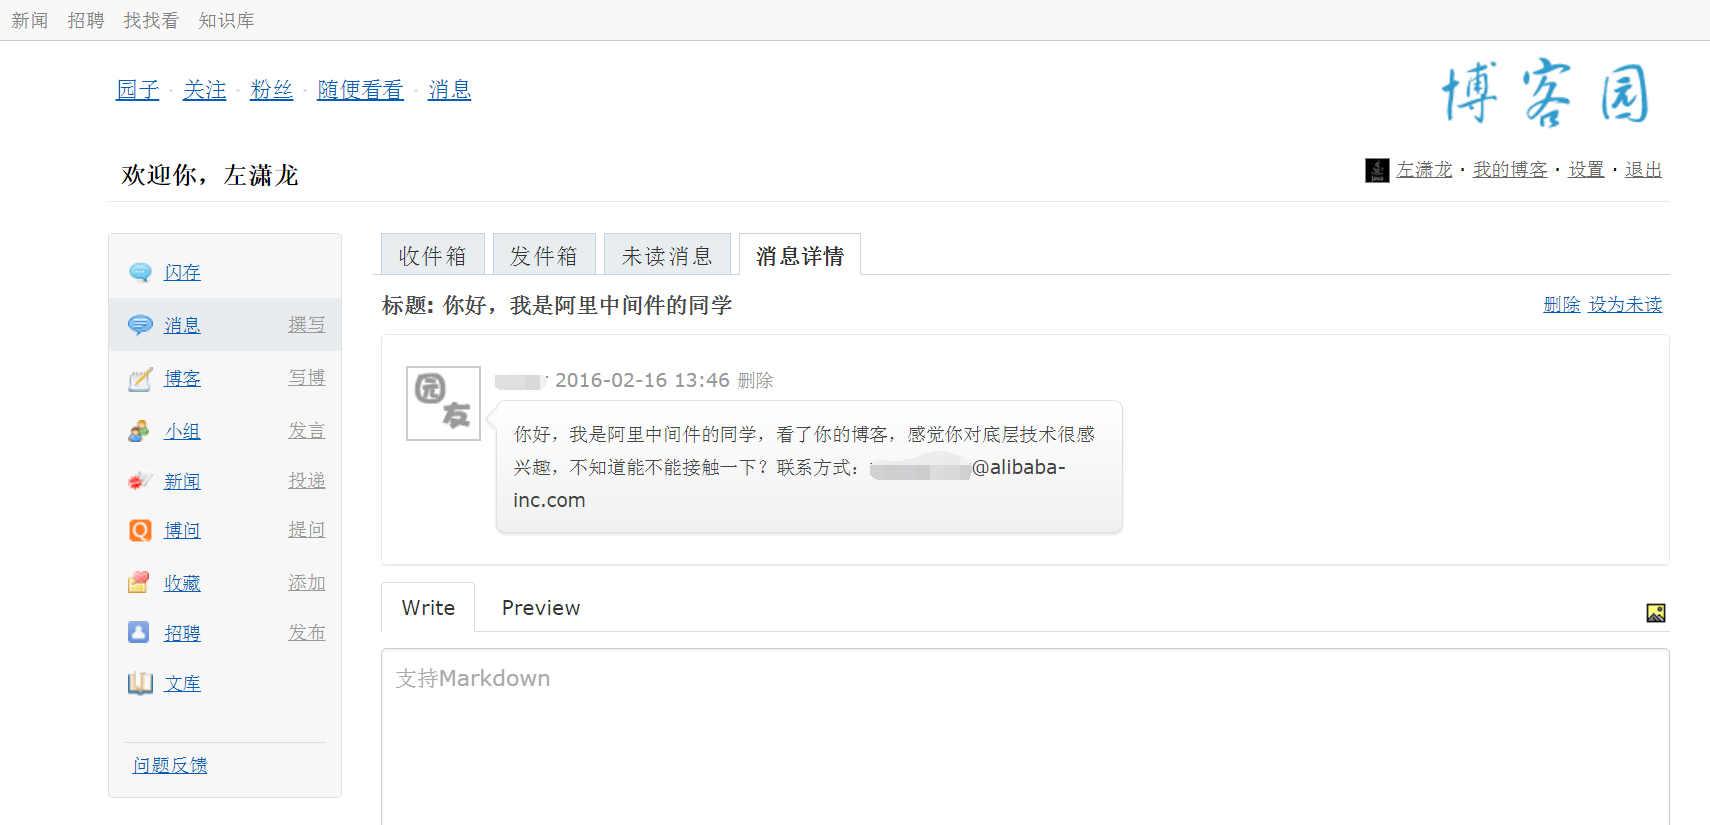 新闻 招聘 找找看 知识库
园子 · 关注 · 粉丝 · 随便看看 · 消息
博客园
欢迎你，左潇龙
左潇龙 · 我的博客 · 设置 · 退出
收件箱 发件箱 未读消息 消息详情
标题: 你好，我是阿里中间件的同学
删除 设为未读
闪存
消息 撰写
博客 写博
小组 发言
新闻 投递
博问 提问
收藏 添加
招聘 发布
文库
问题反馈
园友
2016-02-16 13:46 删除
你好，我是阿里中间件的同学，看了你的博客，感觉你对底层技术很感
兴趣，不知道能不能接触一下？联系方式：@alibaba-
inc.com
Write Preview
支持Markdown